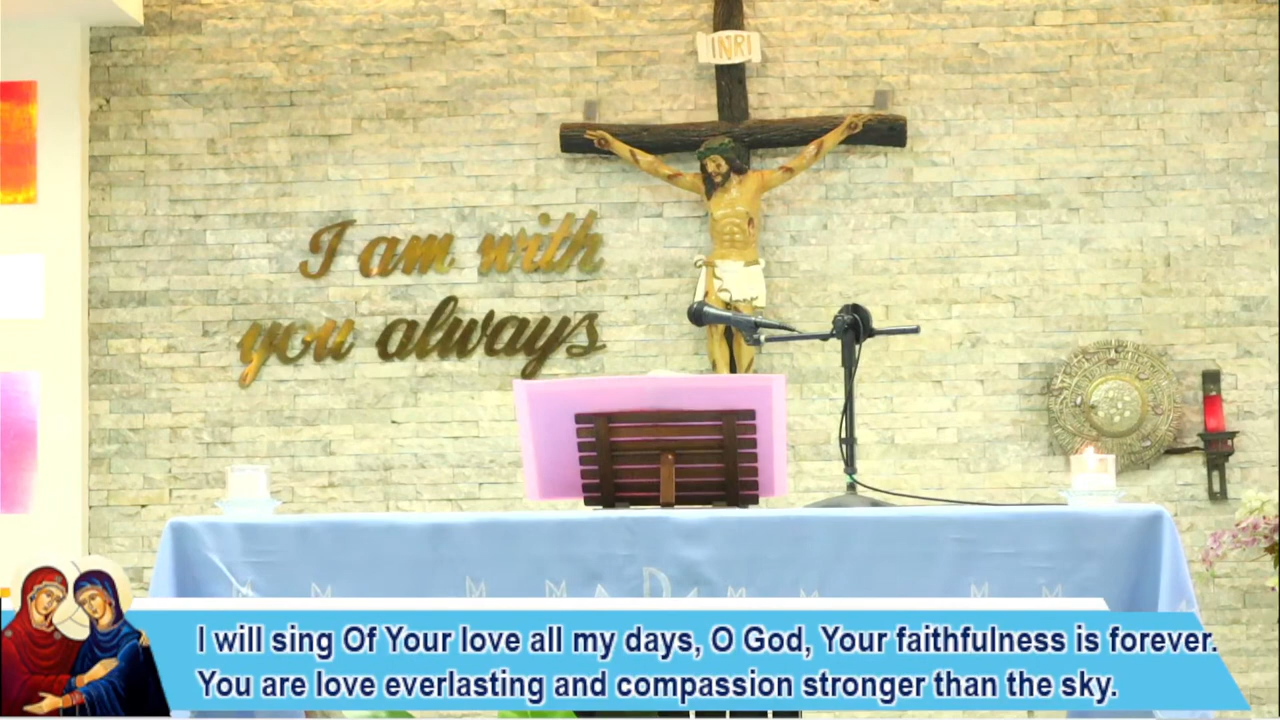 INRI
I am with
you always
I will sing Of Your love all my days, O God, Your faithfulness is forever.
You are love everlasting and compassion stronger than the sky.